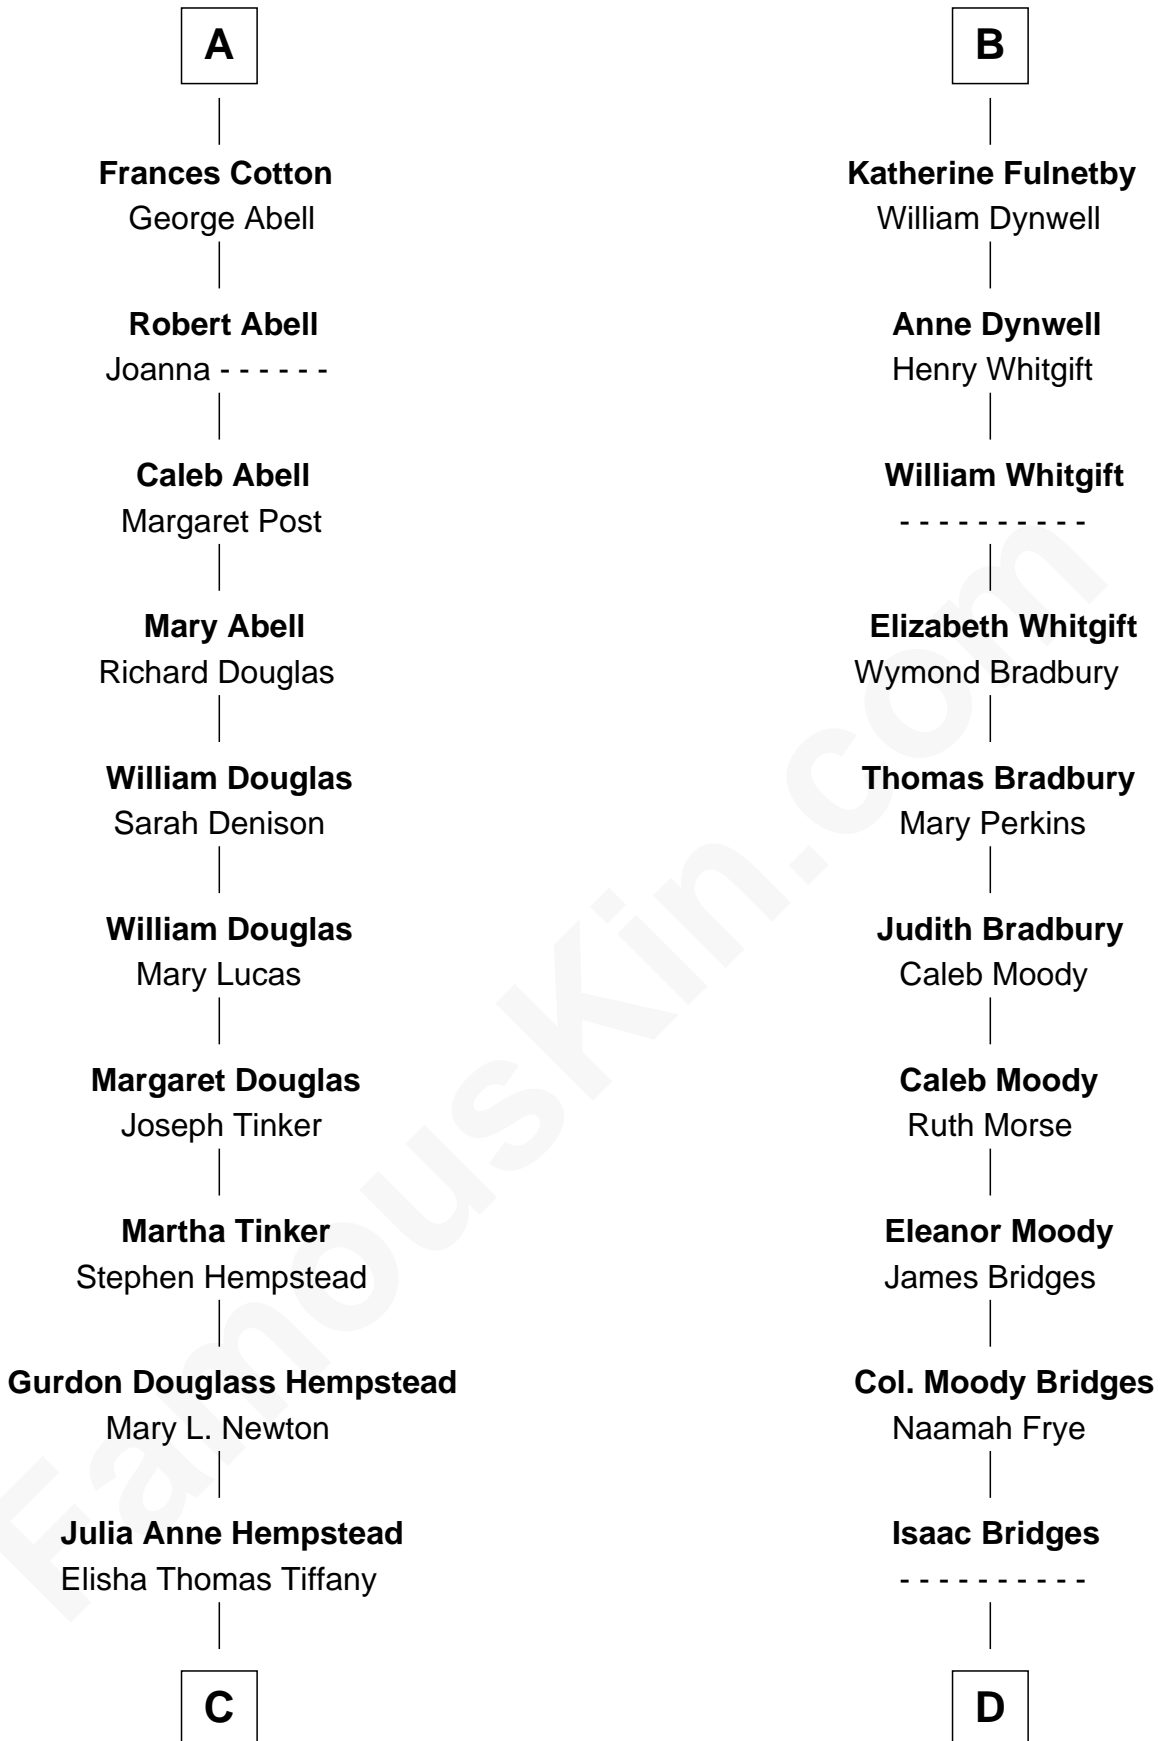 A
Frances Cotton
George Abell
Robert Abell
Joanna - - - - - -
Caleb Abell
Margaret Post
Mary Abell
Richard Douglas
William Douglas
Sarah Denison
William Douglas
Mary Lucas
Margaret Douglas
Joseph Tinker
Martha Tinker
Stephen Hempstead
Gurdon Douglass Hempstead
Mary L. Newton
Julia Anne Hempstead
Elisha Thomas Tiffany
C
B
Katherine Fulnetby
William Dynwell
Anne Dynwell
Henry Whitgift
William Whitgift
- - - - - - - - - -
Elizabeth Whitgift
Wymond Bradbury
Thomas Bradbury
Mary Perkins
Judith Bradbury
Caleb Moody
Caleb Moody
Ruth Morse
Eleanor Moody
James Bridges
Col. Moody Bridges
Naamah Frye
Isaac Bridges
- - - - - - - - - -
D
FamousKin.com